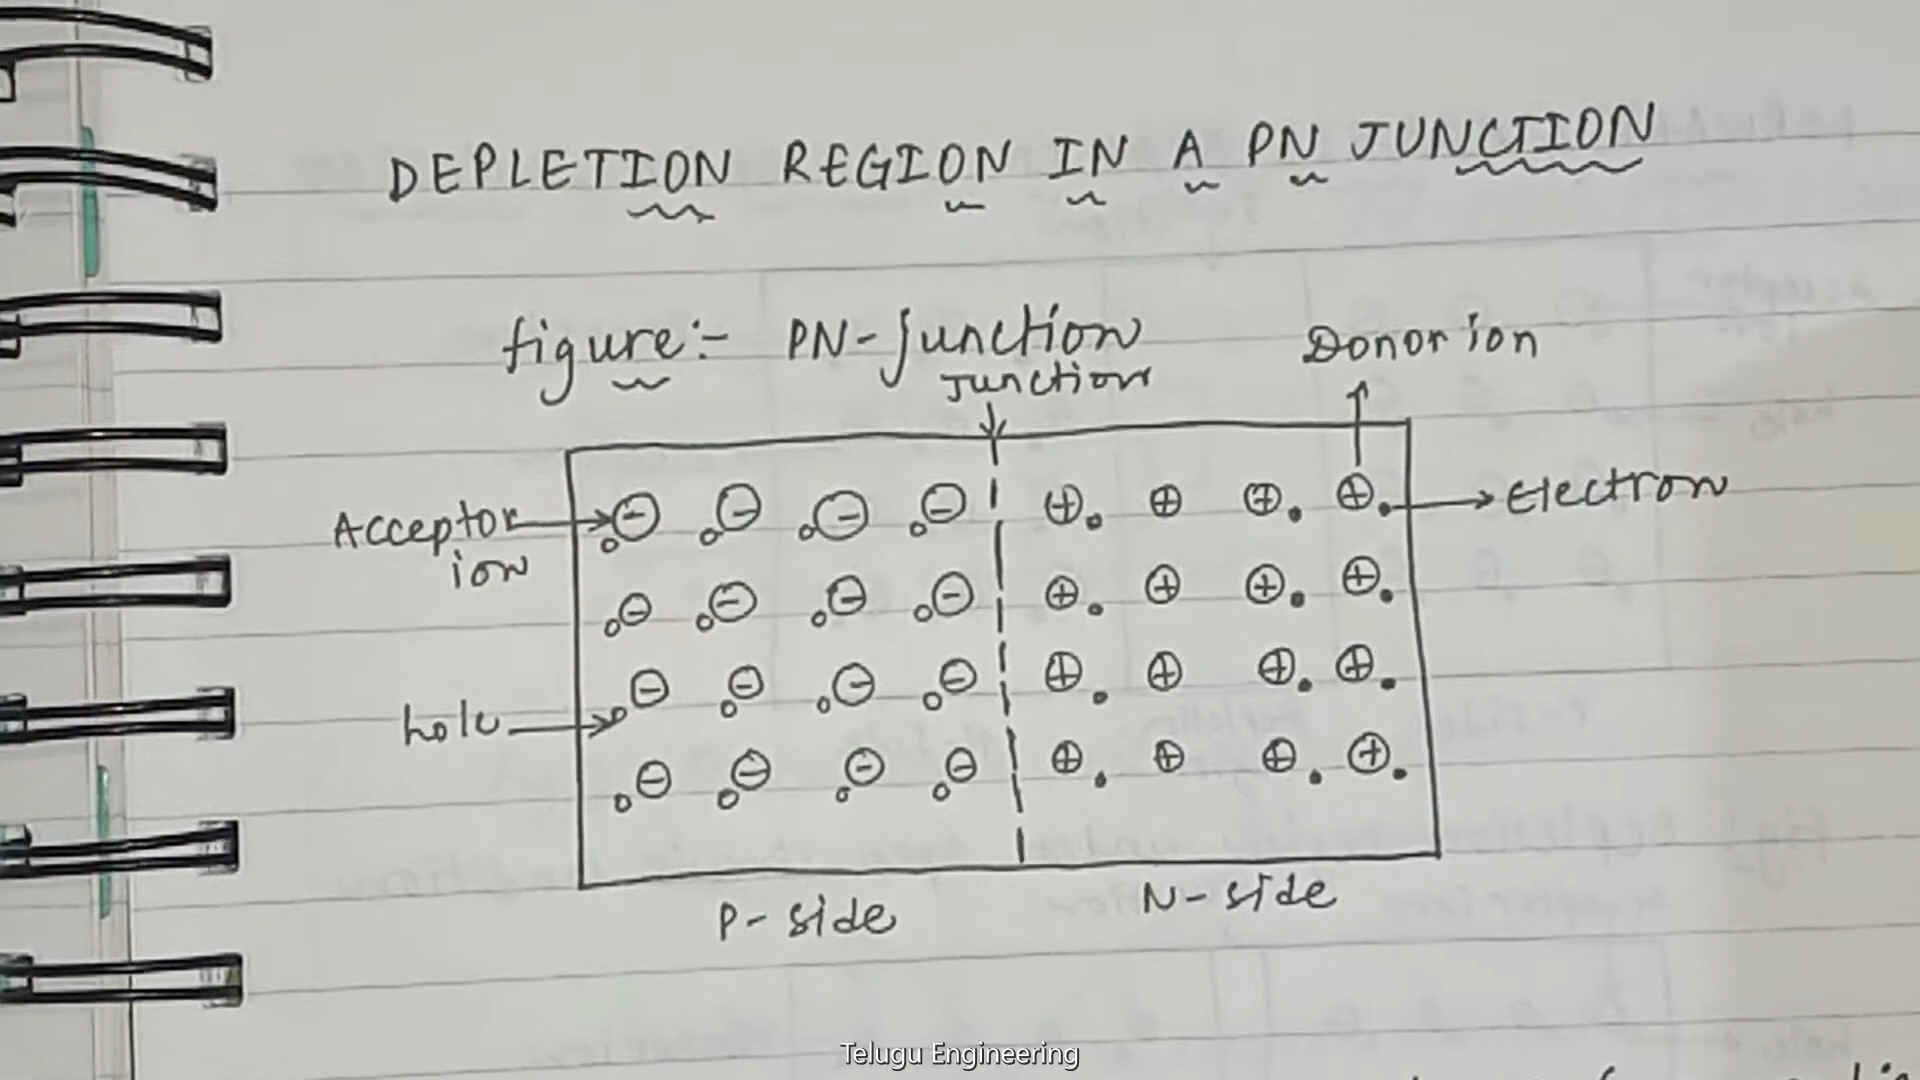 DEPLETION REGION IN A PN JUNCTION
figure:- PN-junction
Junction
Donor ion
Acceptor
ion
Electron
hole
P-side
N-side
Telugu Engineering